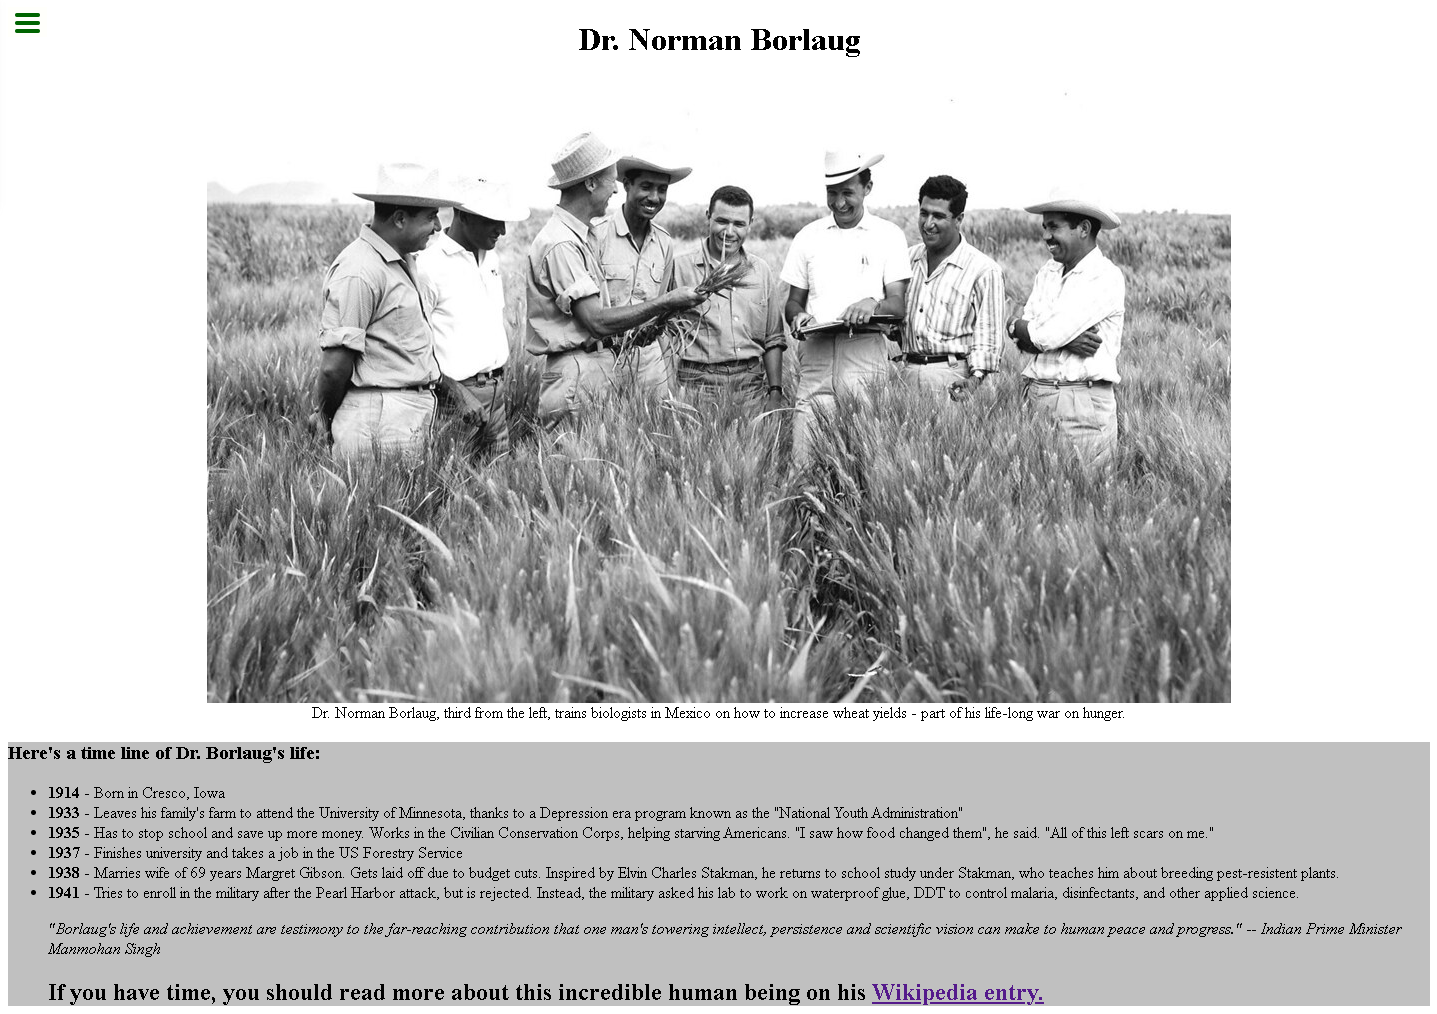 Dr. Norman Borlaug
Dr. Norman Borlaug, third from the left, trains biologists in Mexico on how to increase wheat yields - part of his life-long war on hunger.
Here's a time line of Dr. Borlaug's life:
• 1914 - Born in Cresco, Iowa
• 1933 - Leaves his family's farm to attend the University of Minnesota, thanks to a Depression era program known as the "National Youth Administration"
• 1935 - Has to stop school and save up more money. Works in the Civilian Conservation Corps, helping starving Americans. "I saw how food changed them", he said. "All of this left scars on me."
• 1937 - Finishes university and takes a job in the US Forestry Service
• 1938 - Marries wife of 69 years Margret Gibson. Gets laid off due to budget cuts. Inspired by Elvin Charles Stakman, he returns to school study under Stakman, who teaches him about breeding pest-resistent plants.
• 1941 - Tries to enroll in the military after the Pearl Harbor attack, but is rejected. Instead, the military asked his lab to work on waterproof glue, DDT to control malaria, disinfectants, and other applied science.
"Borlaug's life and achievement are testimony to the far-reaching contribution that one man's towering intellect, persistence and scientific vision can make to human peace and progress." -- Indian Prime Minister
Manmohan Singh
If you have time, you should read more about this incredible human being on his Wikipedia entry.